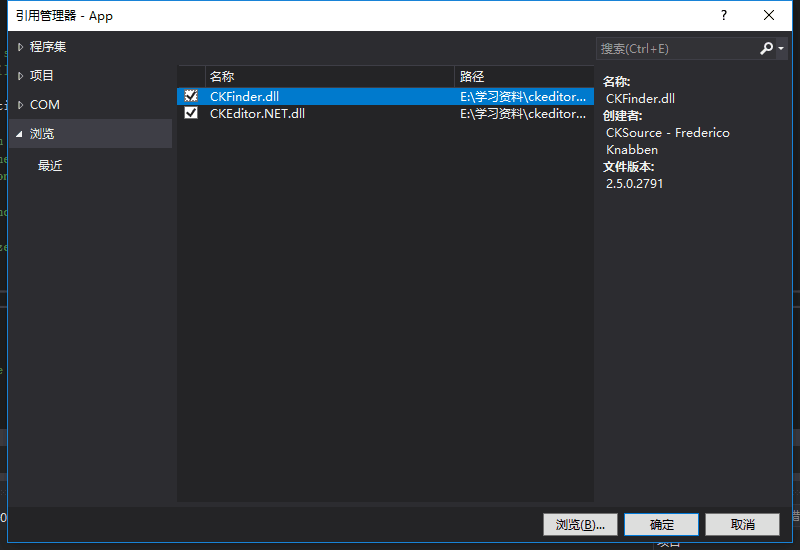 引用管理器 - App
?
程序集
项目
COM
浏览
最近
名称
路径
CKFinder.dll
E:\学习资料\ckeditor...
CKEditor.NET.dll
E:\学习资料\ckeditor...
搜索(Ctrl+E)
名称:
CKFinder.dll
创建者:
CKSource - Frederico
Knabben
文件版本:
2.5.0.2791
浏览(B)...
确定
取消